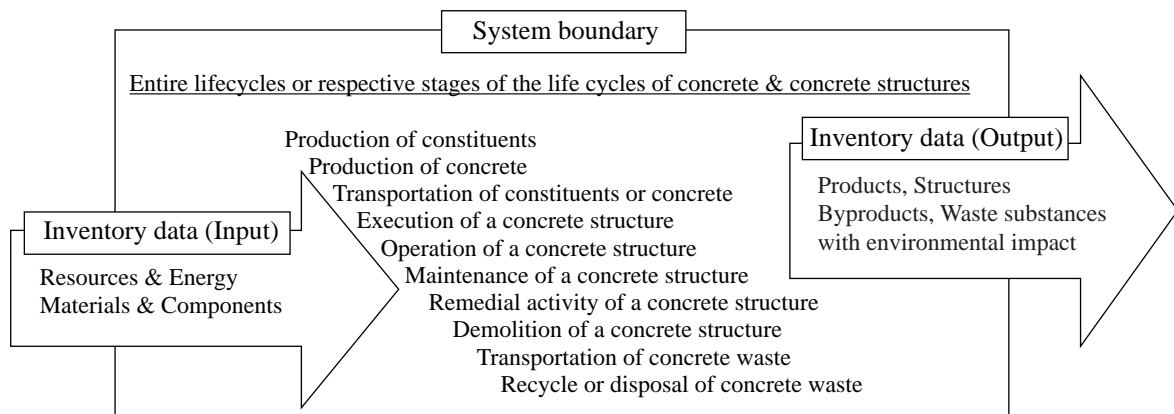 System boundary
Entire lifecycles or respective stages of the life cycles of concrete & concrete structures
Production of constituents
Production of concrete
Transportation of constituents or concrete
Execution of a concrete structure
Operation of a concrete structure
Maintenance of a concrete structure
Remedial activity of a concrete structure
Demolition of a concrete structure
Transportation of concrete waste
Recycle or disposal of concrete waste
Inventory data (Input)
Resources & Energy
Materials & Components
Inventory data (Output)
Products, Structures
Byproducts, Waste substances
with environmental impact